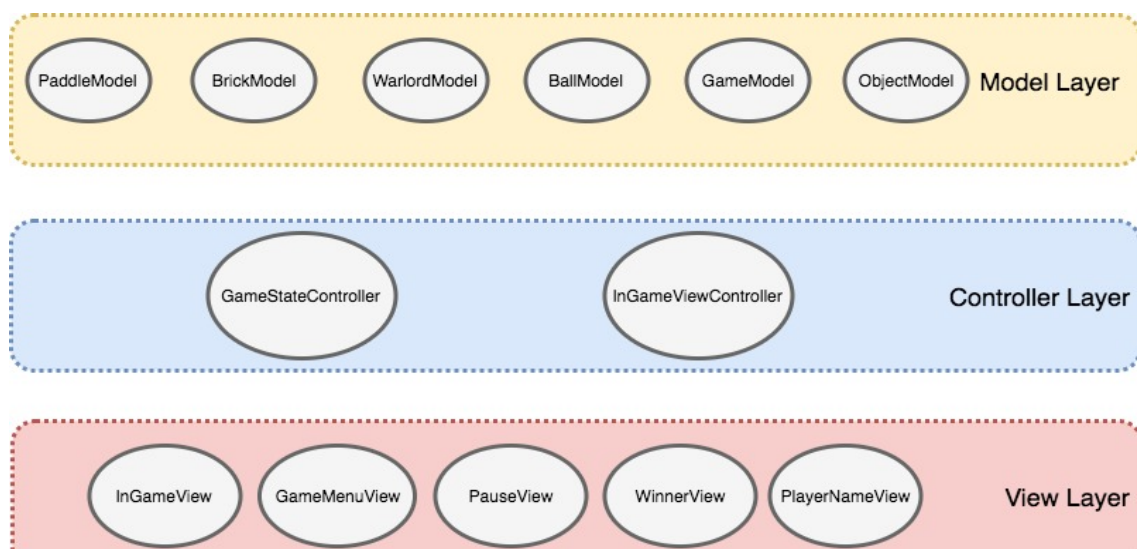 PaddleModel
BrickModel
WarlordModel
BallModel
GameModel
ObjectModel
Model Layer
GameStateController
InGameViewController
Controller Layer
InGameView
GameMenuView
PauseView
WinnerView
PlayerNameView
View Layer